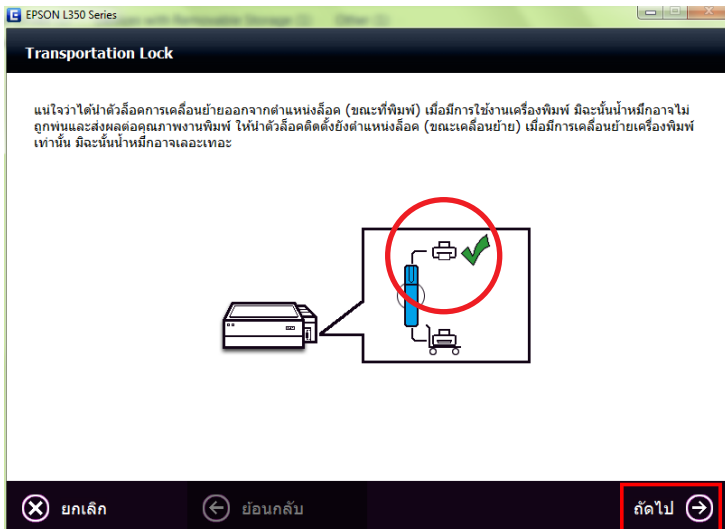 EPSON L350 Series
Transportation Lock
แน่ใจว่าได้นำตัวล็อคการเคลื่อนย้ายออกจากตำแหน่งล็อค (ขณะที่พิมพ์) เมื่อมีการใช้งานเครื่องพิมพ์ มิฉะนั้นน้ำหมึกอาจไม่
ถูกพ่นและส่งผลต่อคุณภาพงานพิมพ์ ให้นำตัวล็อคติดตั้งยังตำแหน่งล็อค (ขณะเคลื่อนย้าย) เมื่อมีการเคลื่อนย้ายเครื่องพิมพ์
เท่านั้น มิฉะนั้นน้ำหมึกอาจเลอะเทอะ
ยกเลิก
ย้อนกลับ
ถัดไป